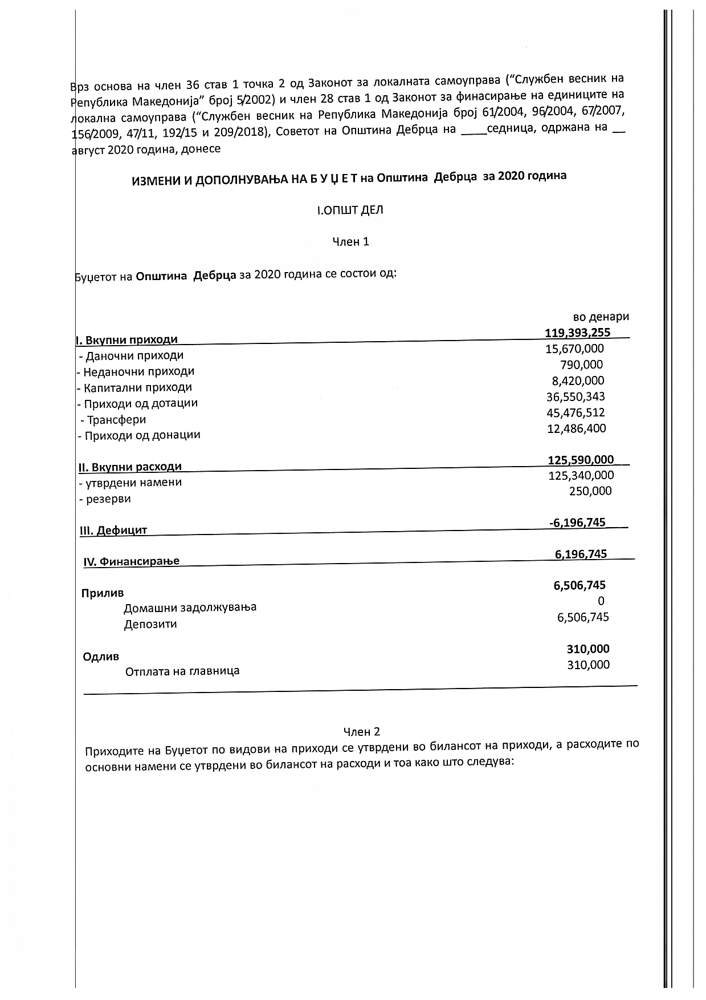 Врз основа на член 36 став 1 точка 2 од Законот за локалната самоуправа (“Службен весник на
Република Македонија” број 5/2002) и член 28 став 1 од Законот за финасирање на единиците на
локална самоуправа (“Службен весник на Република Македонија број 61/2004, 96/2004, 67/2007,
156/2009, 47/11, 192/15 и 209/2018), Советот на Општина Дебрца на ____седница, одржана на __
август 2020 година, донесе
ИЗМЕНИ И ДОПОЛНУВАЊА НА Б У Џ Е Т на Општина Дебрца за 2020 година
I.ОПШТ ДЕЛ
Член 1
Буџетот на Општина Дебрца за 2020 година се состои од:
во денари
I. Вкупни приходи 119,393,255
- Даночни приходи 15,670,000
- Неданочни приходи 790,000
- Капитални приходи 8,420,000
- Приходи од дотации 36,550,343
- Трансфери 45,476,512
- Приходи од донации 12,486,400
II. Вкупни расходи 125,590,000
- утврдени намени 125,340,000
- резерви 250,000
III. Дефицит -6,196,745
IV. Финансирање 6,196,745
Прилив 6,506,745
Домашни задолжувања 0
Депозити 6,506,745
Одлив 310,000
Отплата на главница 310,000
Член 2
Приходите на Буџетот по видови на приходи се утврдени во билансот на приходи, а расходите по
основни намени се утврдени во билансот на расходи и тоа како што следува: